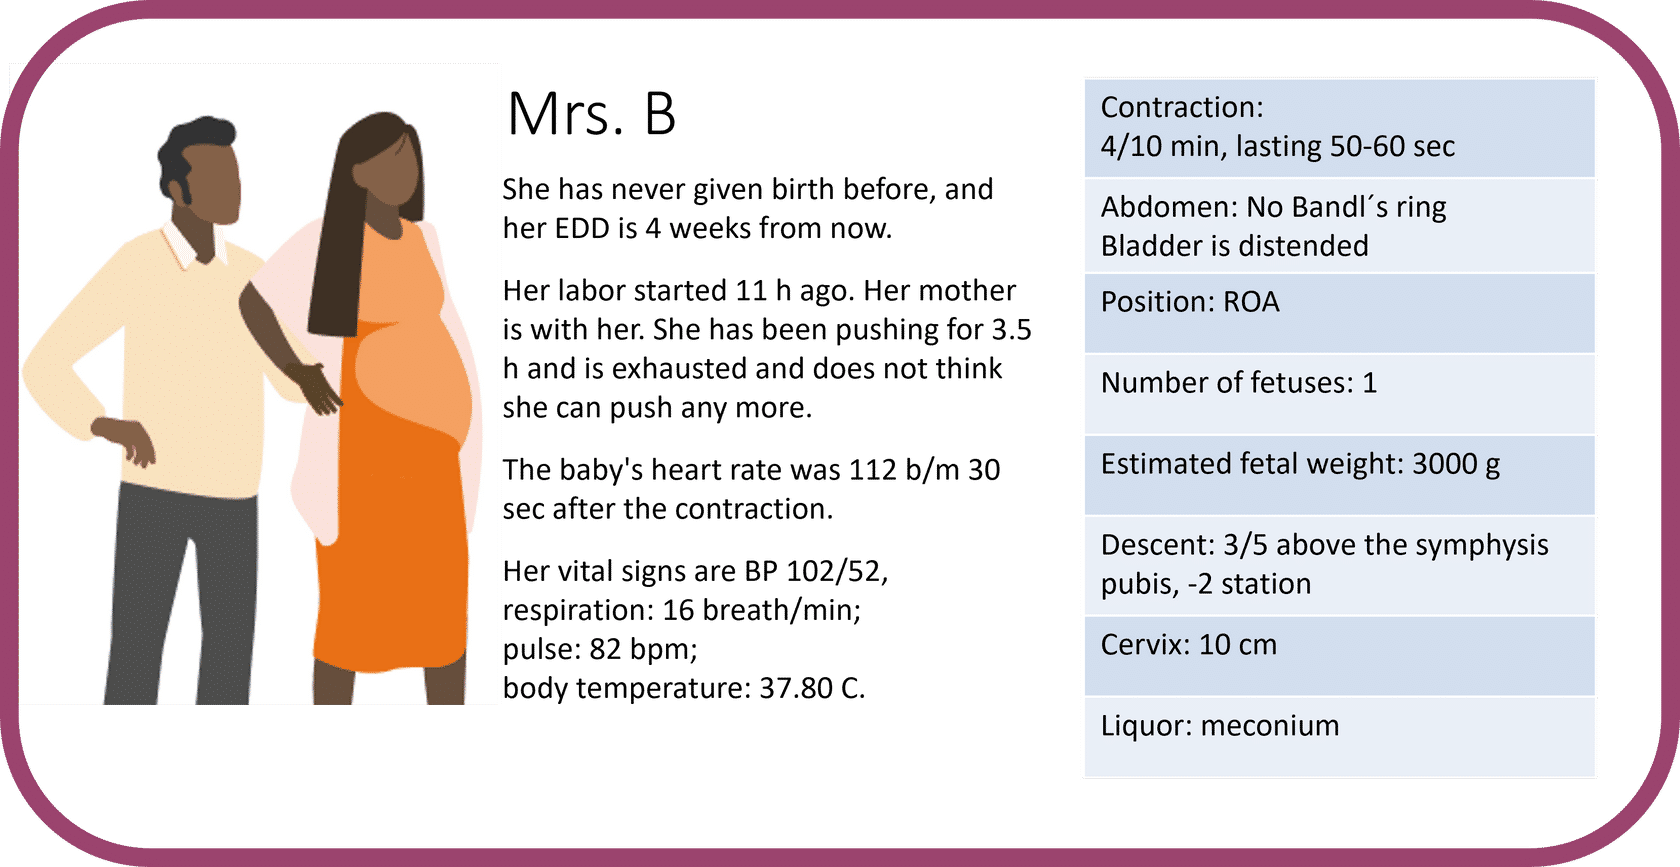 Mrs. B
She has never given birth before, and
her EDD is 4 weeks from now.
Her labor started 11 h ago. Her mother
is with her. She has been pushing for 3.5
h and is exhausted and does not think
she can push any more.
The baby's heart rate was 112 b/m 30
sec after the contraction.
Her vital signs are BP 102/52,
respiration: 16 breath/min;
pulse: 82 bpm;
body temperature: 37.80 C.
Contraction:
4/10 min, lasting 50-60 sec
Abdomen: No Bandl´s ring
Bladder is distended
Position: ROA
Number of fetuses: 1
Estimated fetal weight: 3000 g
Descent: 3/5 above the symphysis
pubis, -2 station
Cervix: 10 cm
Liquor: meconium